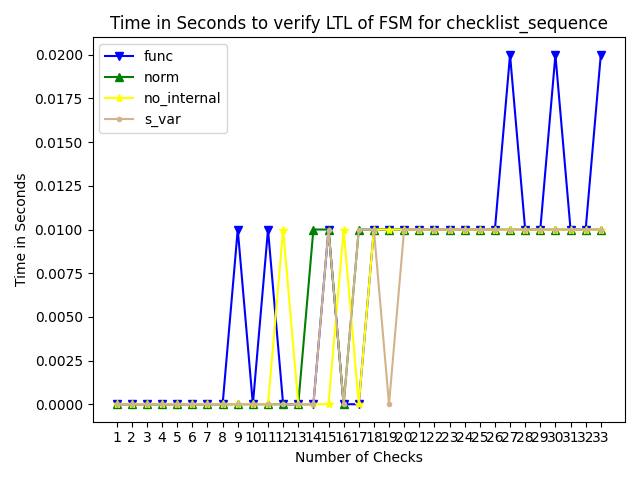 Time in Seconds to verify LTL of FSM for checklist_sequence
func
norm
no_internal
s_var
0.0200
0.0175
0.0150
0.0125
0.0100
0.0075
0.0050
0.0025
0.0000
Time in Seconds
1 2 3 4 5 6 7 8 9 10 11 12 13 14 15 16 17 18 19 20 21 22 23 24 25 26 27 28 29 30 31 32 33
Number of Checks